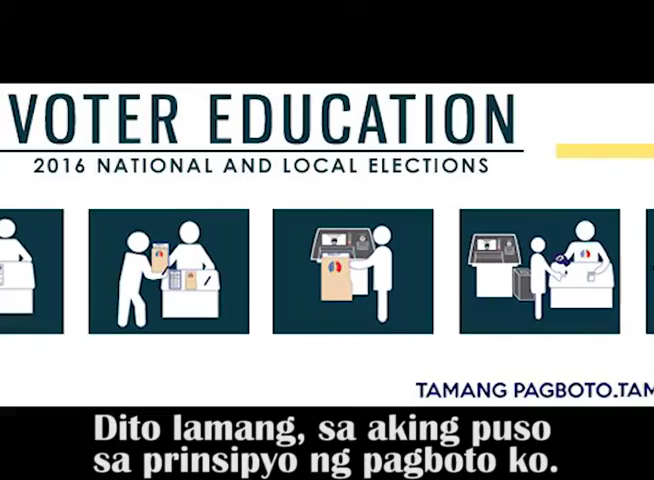 VOTER EDUCATION
2016 NATIONAL AND LOCAL ELECTIONS
TAMANG PAGBOTO.
Dito lamang, sa aking puso
sa prinsipyo ng pagboto ko.